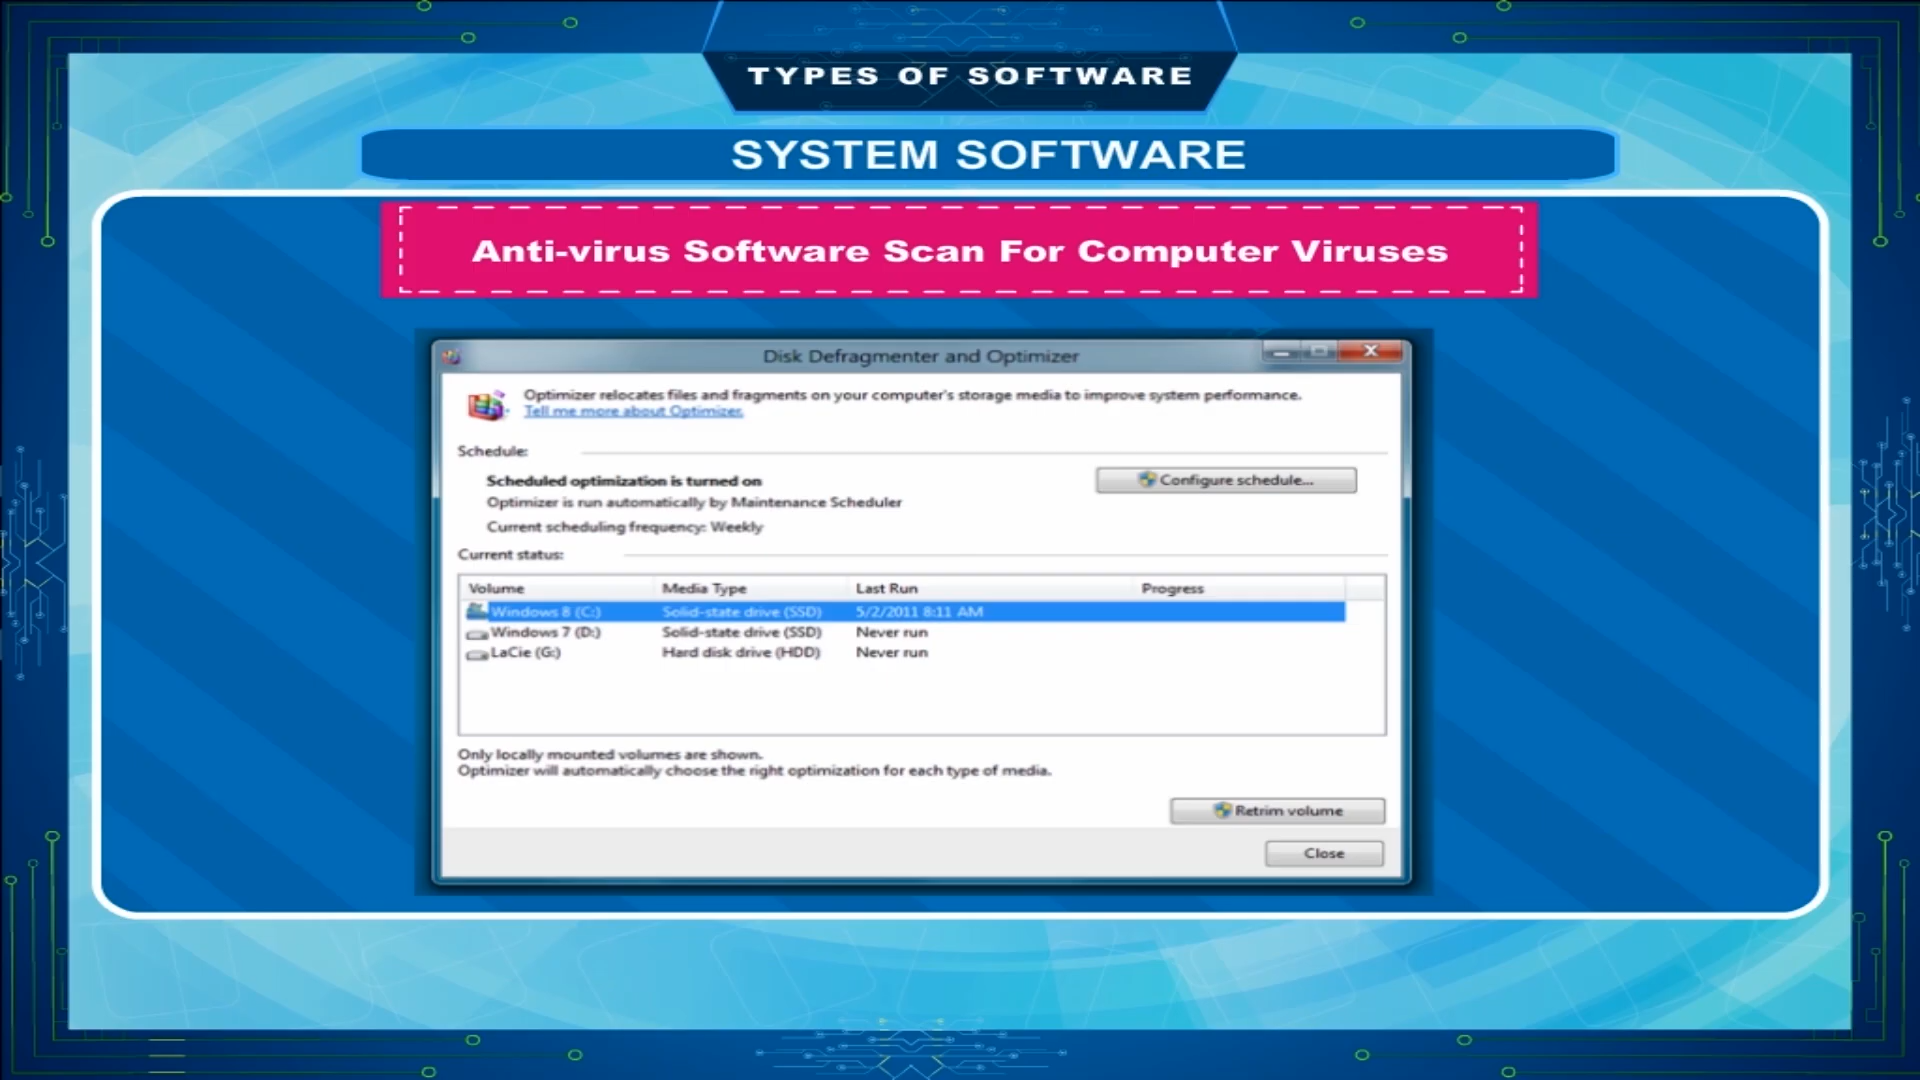 TYPES OF SOFTWARE
SYSTEM SOFTWARE
Anti-virus Software Scan For Computer Viruses
Disk Defragmenter and Optimizer
Optimizer relocates files and fragments on your computer's storage media to improve system performance.
Tell me more about Optimizer.
Schedule:
Scheduled optimization is turned on
Configure schedule...
Optimizer is run automatically by Maintenance Scheduler
Current scheduling frequency: Weekly
Current status:
Volume Media Type Last Run Progress
Windows 8 (C:) Solid-state drive (SSD) 5/2/2011 8:11 AM
Windows 7 (D:) Solid-state drive (SSD) Never run
LaCie (G:) Hard disk drive (HDD) Never run
Only locally mounted volumes are shown.
Optimizer will automatically choose the right optimization for each type of media.
Retrim volume
Close